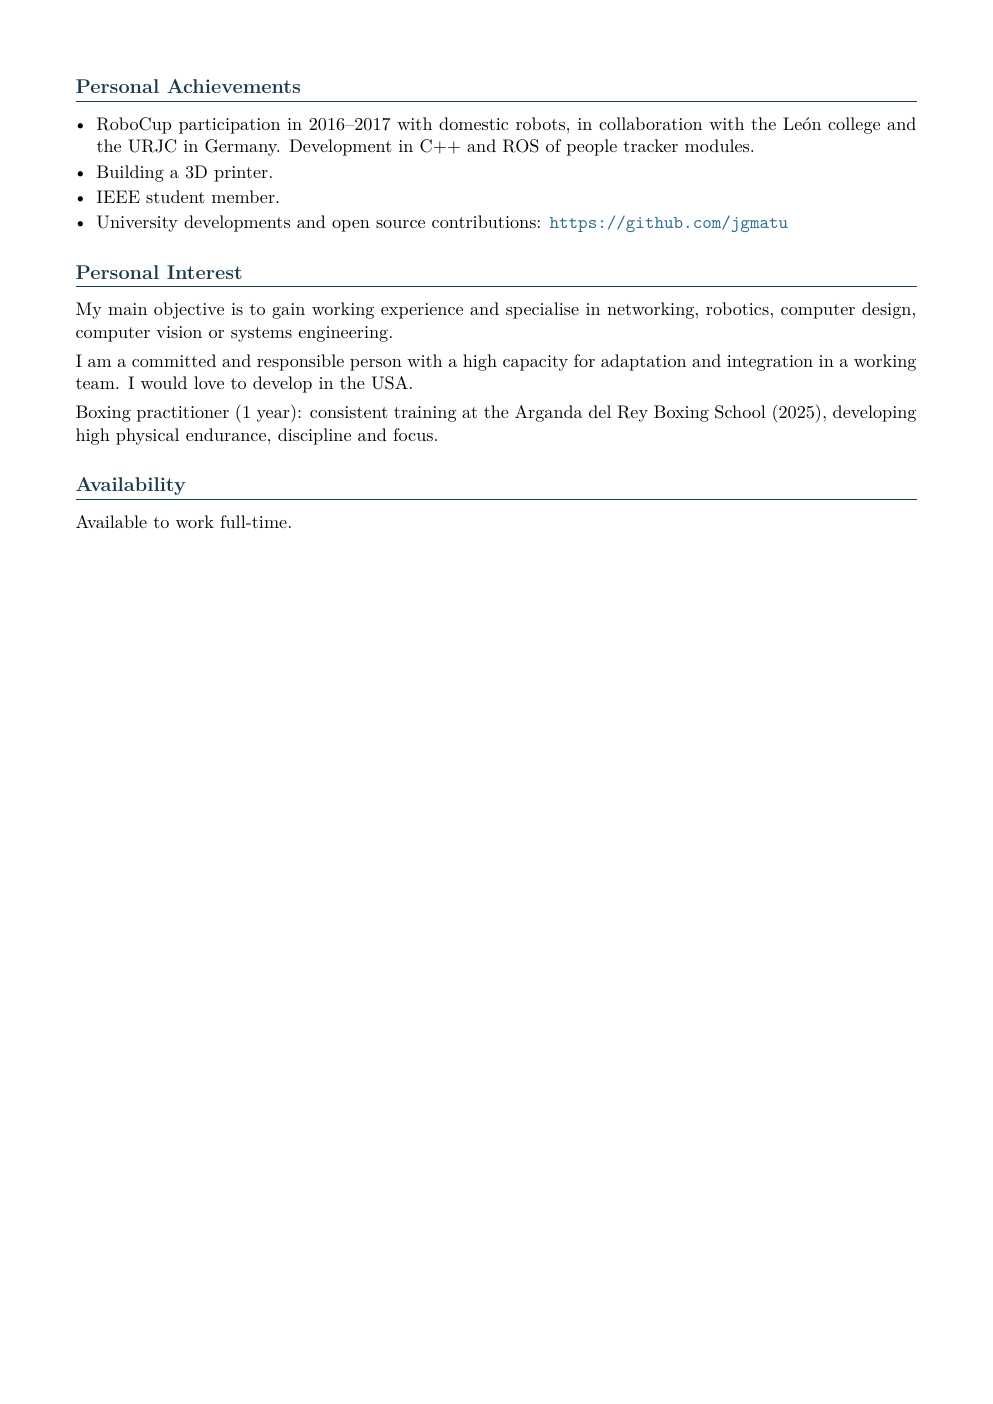 Personal Achievements
• RoboCup participation in 2016–2017 with domestic robots, in collaboration with the León college and
the URJC in Germany. Development in C++ and ROS of people tracker modules.
• Building a 3D printer.
• IEEE student member.
• University developments and open source contributions: https://github.com/jgmatu
Personal Interest
My main objective is to gain working experience and specialise in networking, robotics, computer design,
computer vision or systems engineering.
I am a committed and responsible person with a high capacity for adaptation and integration in a working
team. I would love to develop in the USA.
Boxing practitioner (1 year): consistent training at the Arganda del Rey Boxing School (2025), developing
high physical endurance, discipline and focus.
Availability
Available to work full-time.